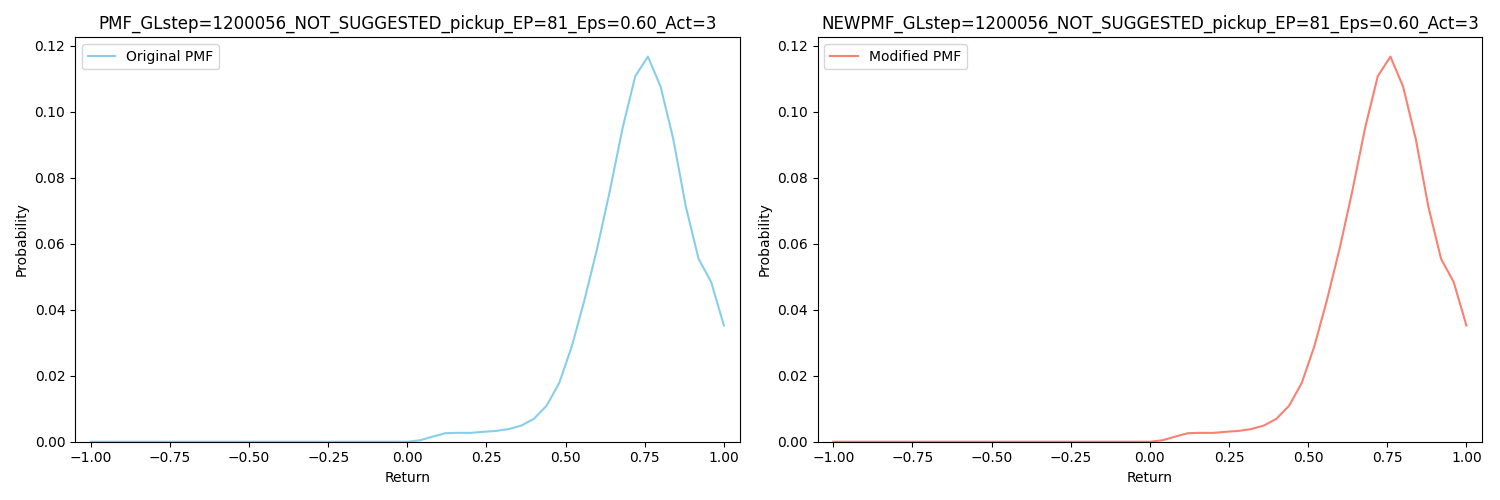 PMF_GLstep=1200056_NOT_SUGGESTED_pickup_EP=81_Eps=0.60_Act=3
Original PMF
Probability
0.12
0.10
0.08
0.06
0.04
0.02
0.00
−1.00 −0.75 −0.50 −0.25 0.00 0.25 0.50 0.75 1.00
Return
NEWPMF_GLstep=1200056_NOT_SUGGESTED_pickup_EP=81_Eps=0.60_Act=3
Modified PMF
Probability
0.12
0.10
0.08
0.06
0.04
0.02
0.00
−1.00 −0.75 −0.50 −0.25 0.00 0.25 0.50 0.75 1.00
Return